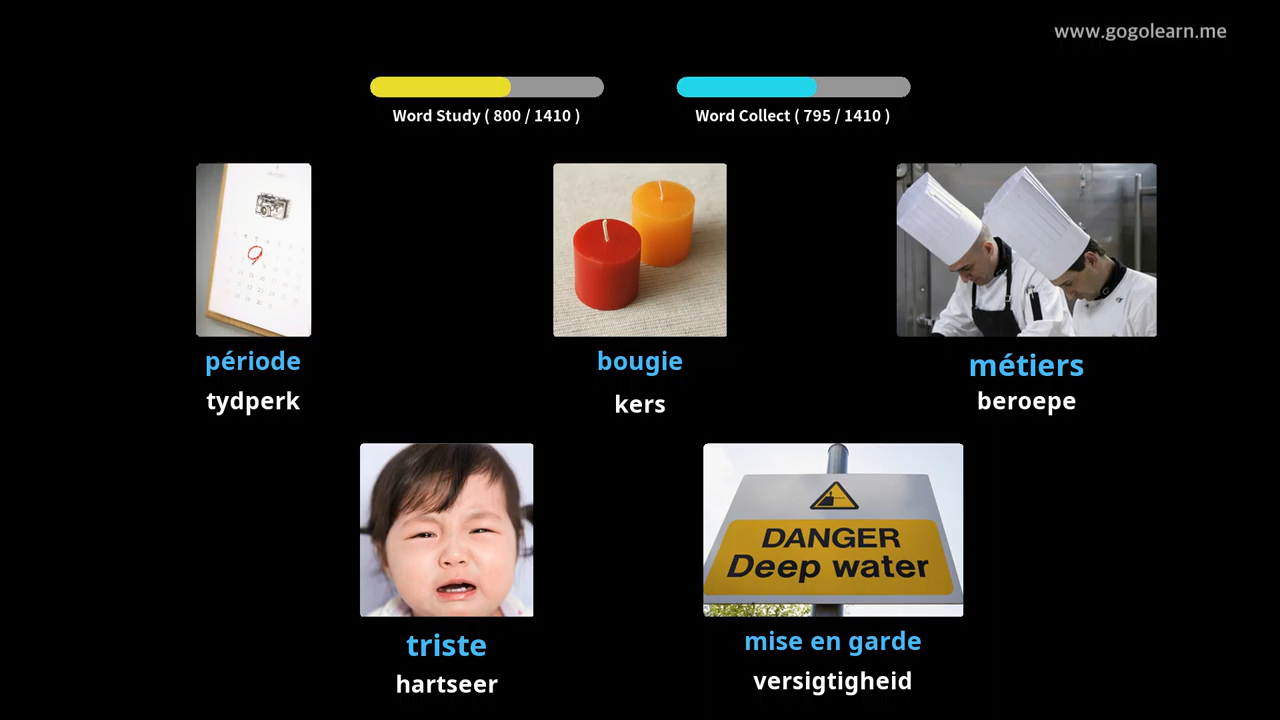 www.gogolearn.me
Word Study ( 800 / 1410 )
Word Collect ( 795 / 1410 )
période
tydperk
bougie
kers
métiers
beroepe
DANGER
Deep water
triste
hartseer
mise en garde
versigtigheid